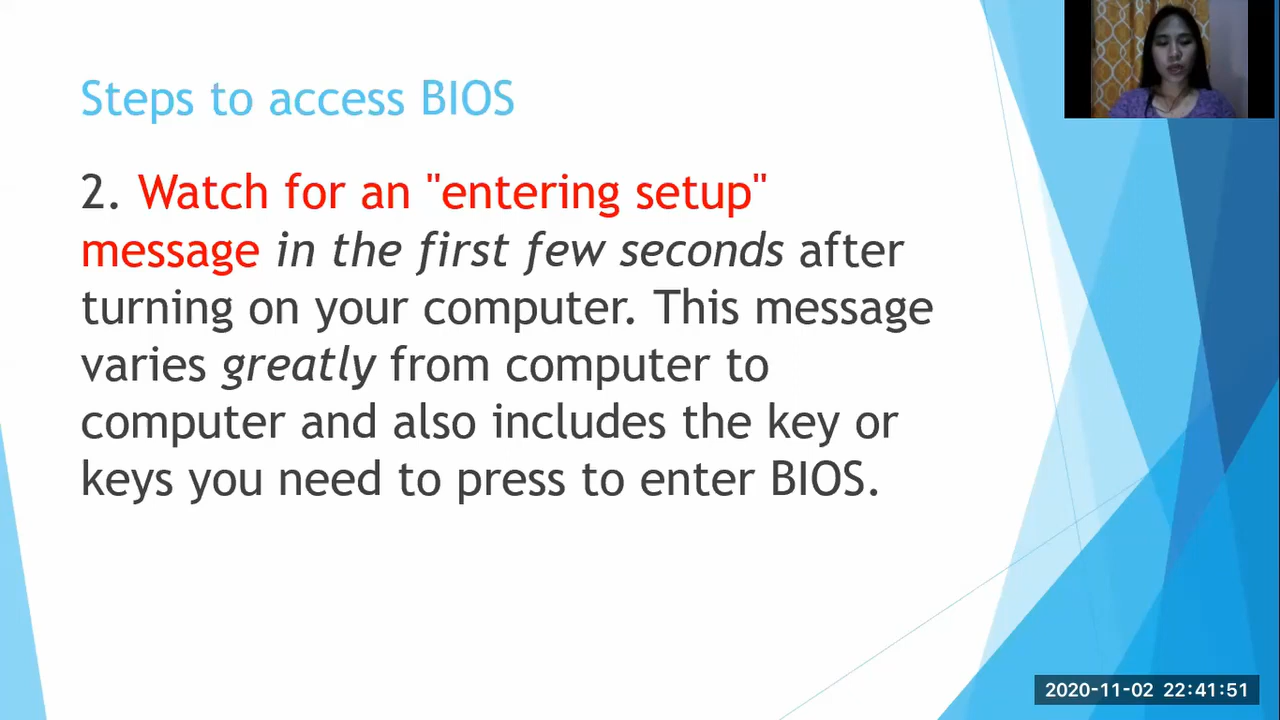 Steps to access BIOS
2. Watch for an "entering setup"
message in the first few seconds after
turning on your computer. This message
varies greatly from computer to
computer and also includes the key or
keys you need to press to enter BIOS.
2020-11-02 22:41:51